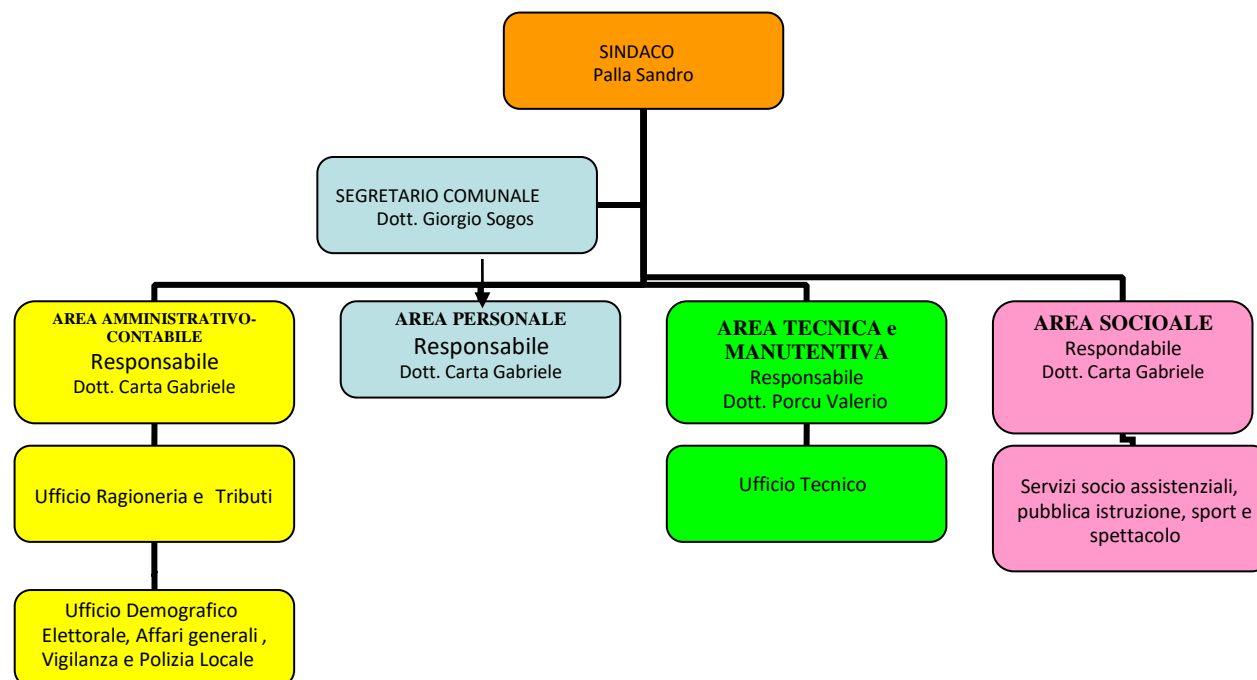 SINDACO
Palla Sandro
SEGRETARIO COMUNALE
Dott. Giorgio Sogos
AREA AMMINISTRATIVO-
CONTABILE
Responsabile
Dott. Carta Gabriele
AREA PERSONALE
Responsabile
Dott. Carta Gabriele
AREA TECNICA e
MANUTENTIVA
Responsabile
Dott. Porcu Valerio
AREA SOCIOALE
Respondabile
Dott. Carta Gabriele
Ufficio Ragioneria e Tributi
Ufficio Tecnico
Servizi socio assistenziali,
pubblica istruzione, sport e
spettacolo
Ufficio Demografico
Elettorale, Affari generali ,
Vigilanza e Polizia Locale